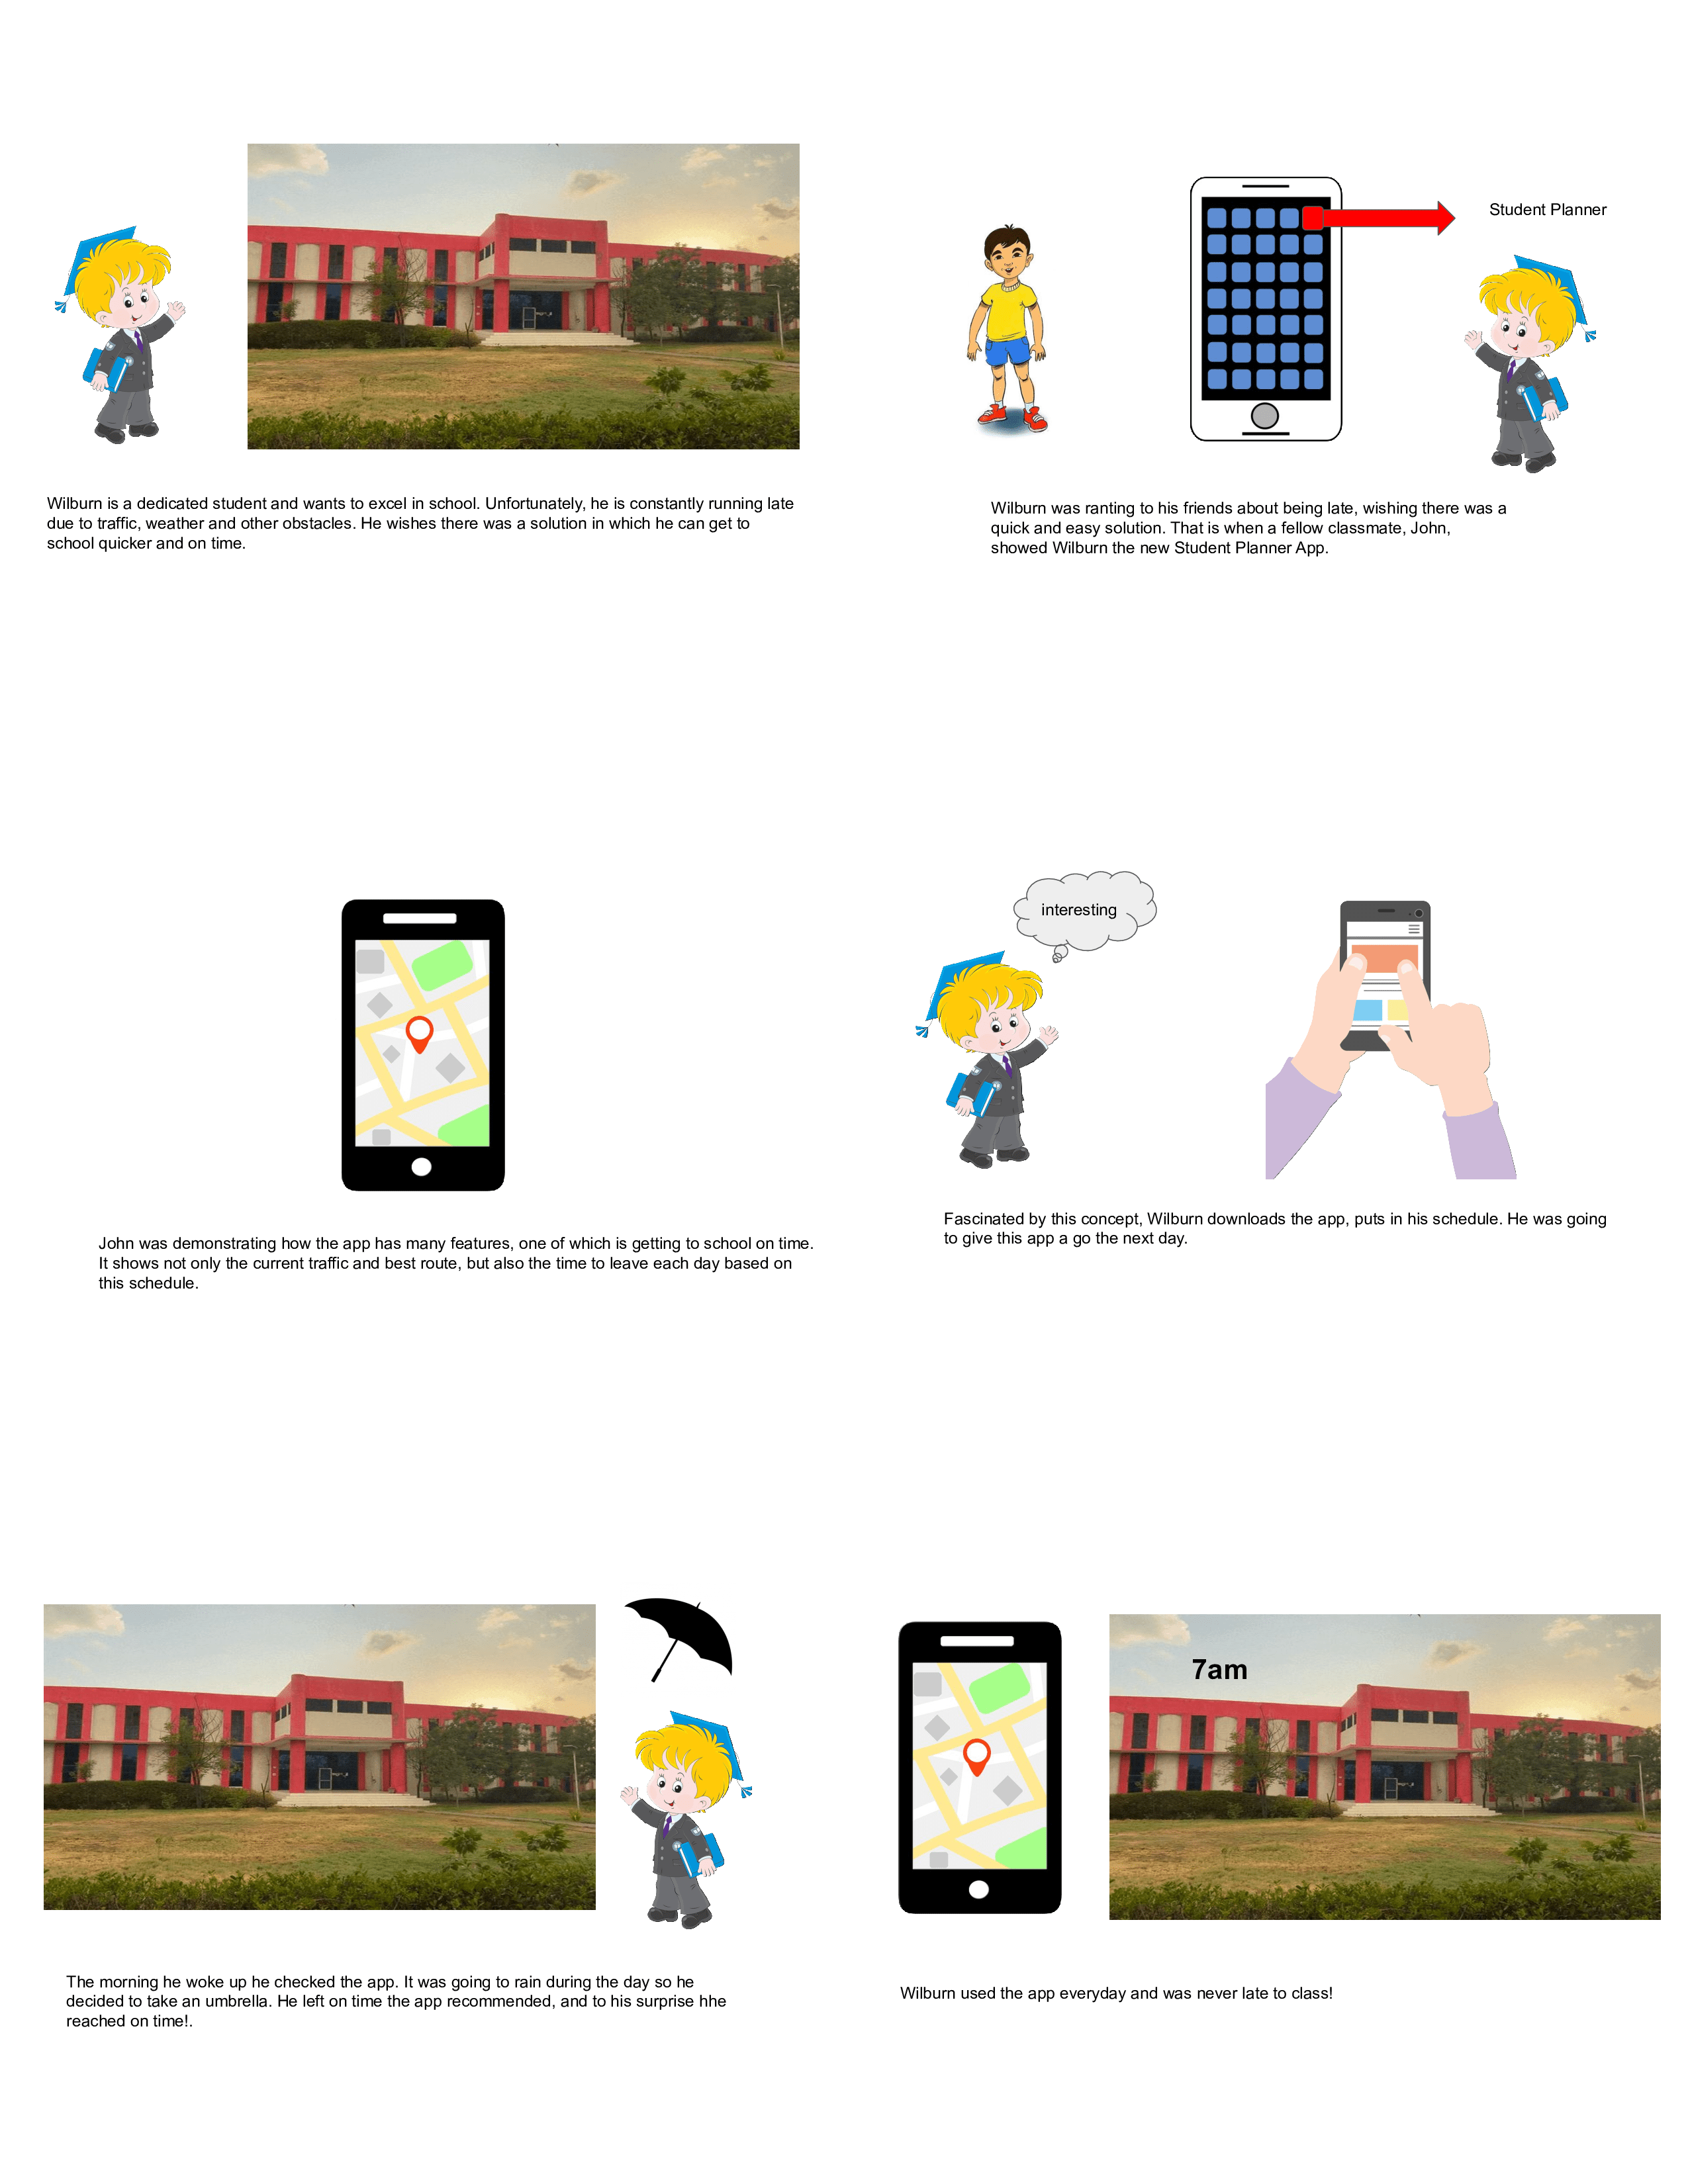 Wilburn is a dedicated student and wants to excel in school. Unfortunately, he is constantly running late
due to traffic, weather and other obstacles. He wishes there was a solution in which he can get to
school quicker and on time.
Student Planner
Wilburn was ranting to his friends about being late, wishing there was a
quick and easy solution. That is when a fellow classmate, John,
showed Wilburn the new Student Planner App.
John was demonstrating how the app has many features, one of which is getting to school on time.
It shows not only the current traffic and best route, but also the time to leave each day based on
this schedule.
interesting
Fascinated by this concept, Wilburn downloads the app, puts in his schedule. He was going
to give this app a go the next day.
The morning he woke up he checked the app. It was going to rain during the day so he
decided to take an umbrella. He left on time the app recommended, and to his surprise hhe
reached on time!.
7am
Wilburn used the app everyday and was never late to class!